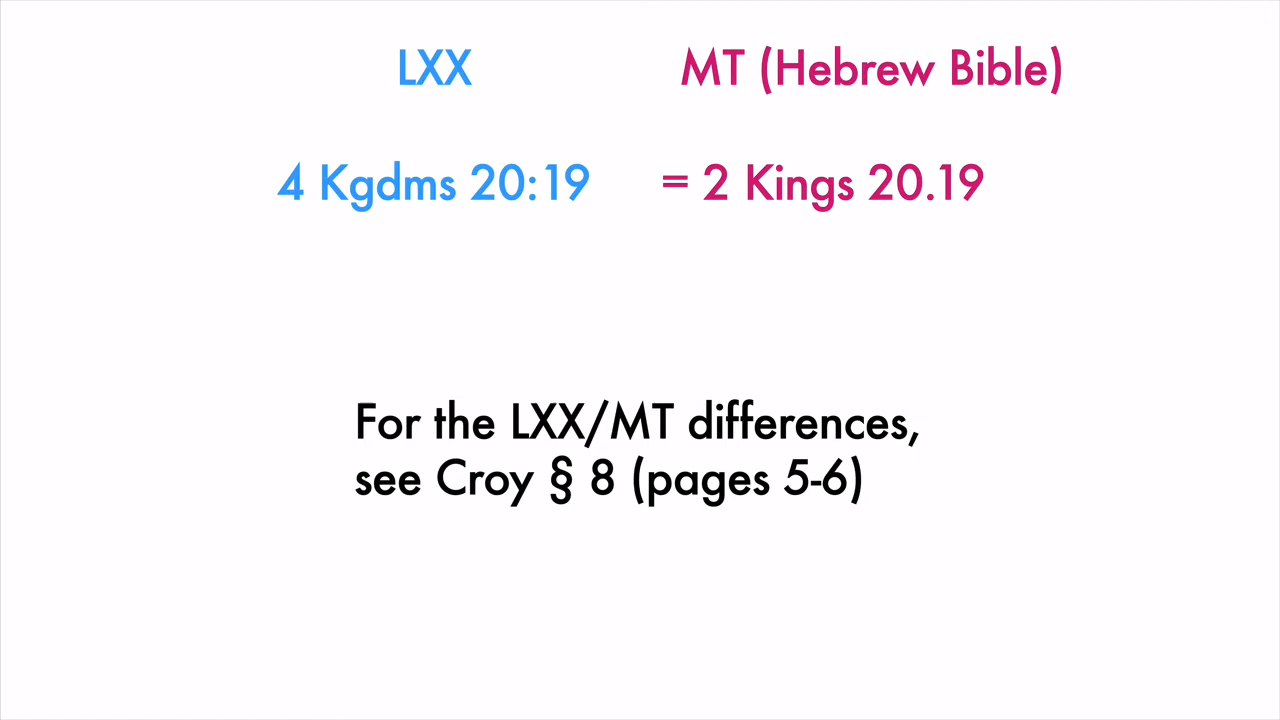 LXX MT (Hebrew Bible)
4 Kgdms 20:19 = 2 Kings 20.19
For the LXX/MT differences,
see Croy § 8 (pages 5-6)